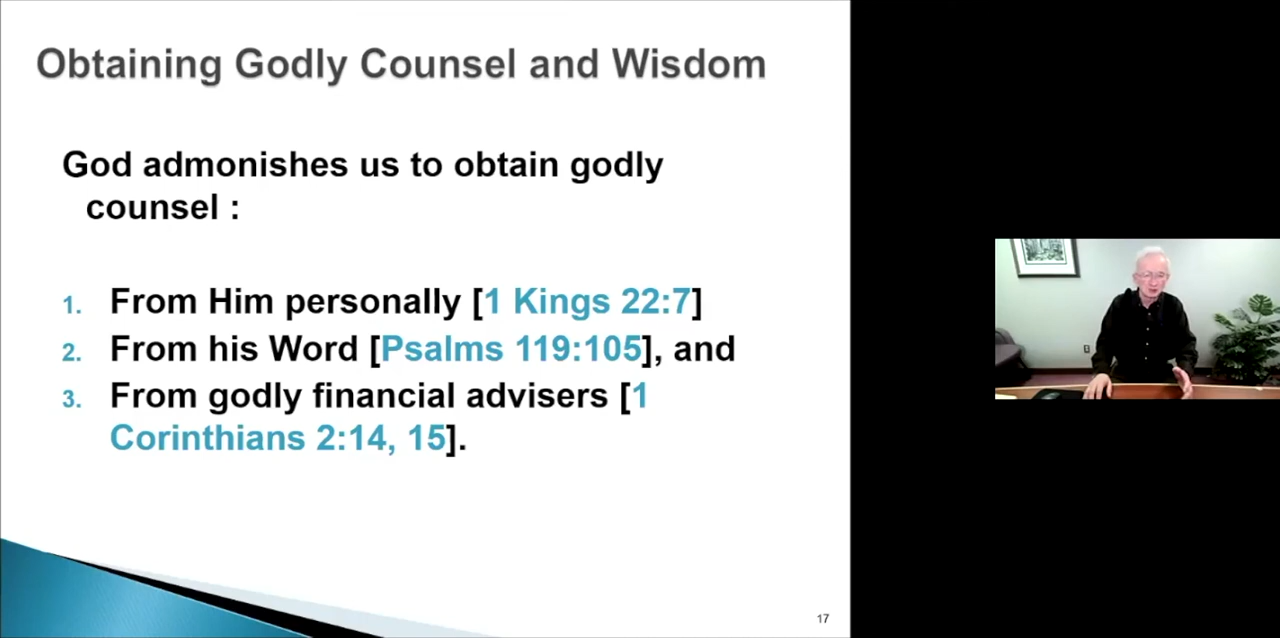 Obtaining Godly Counsel and Wisdom
God admonishes us to obtain godly
counsel :
1. From Him personally [1 Kings 22:7]
2. From his Word [Psalms 119:105], and
3. From godly financial advisers [1
Corinthians 2:14, 15].
17